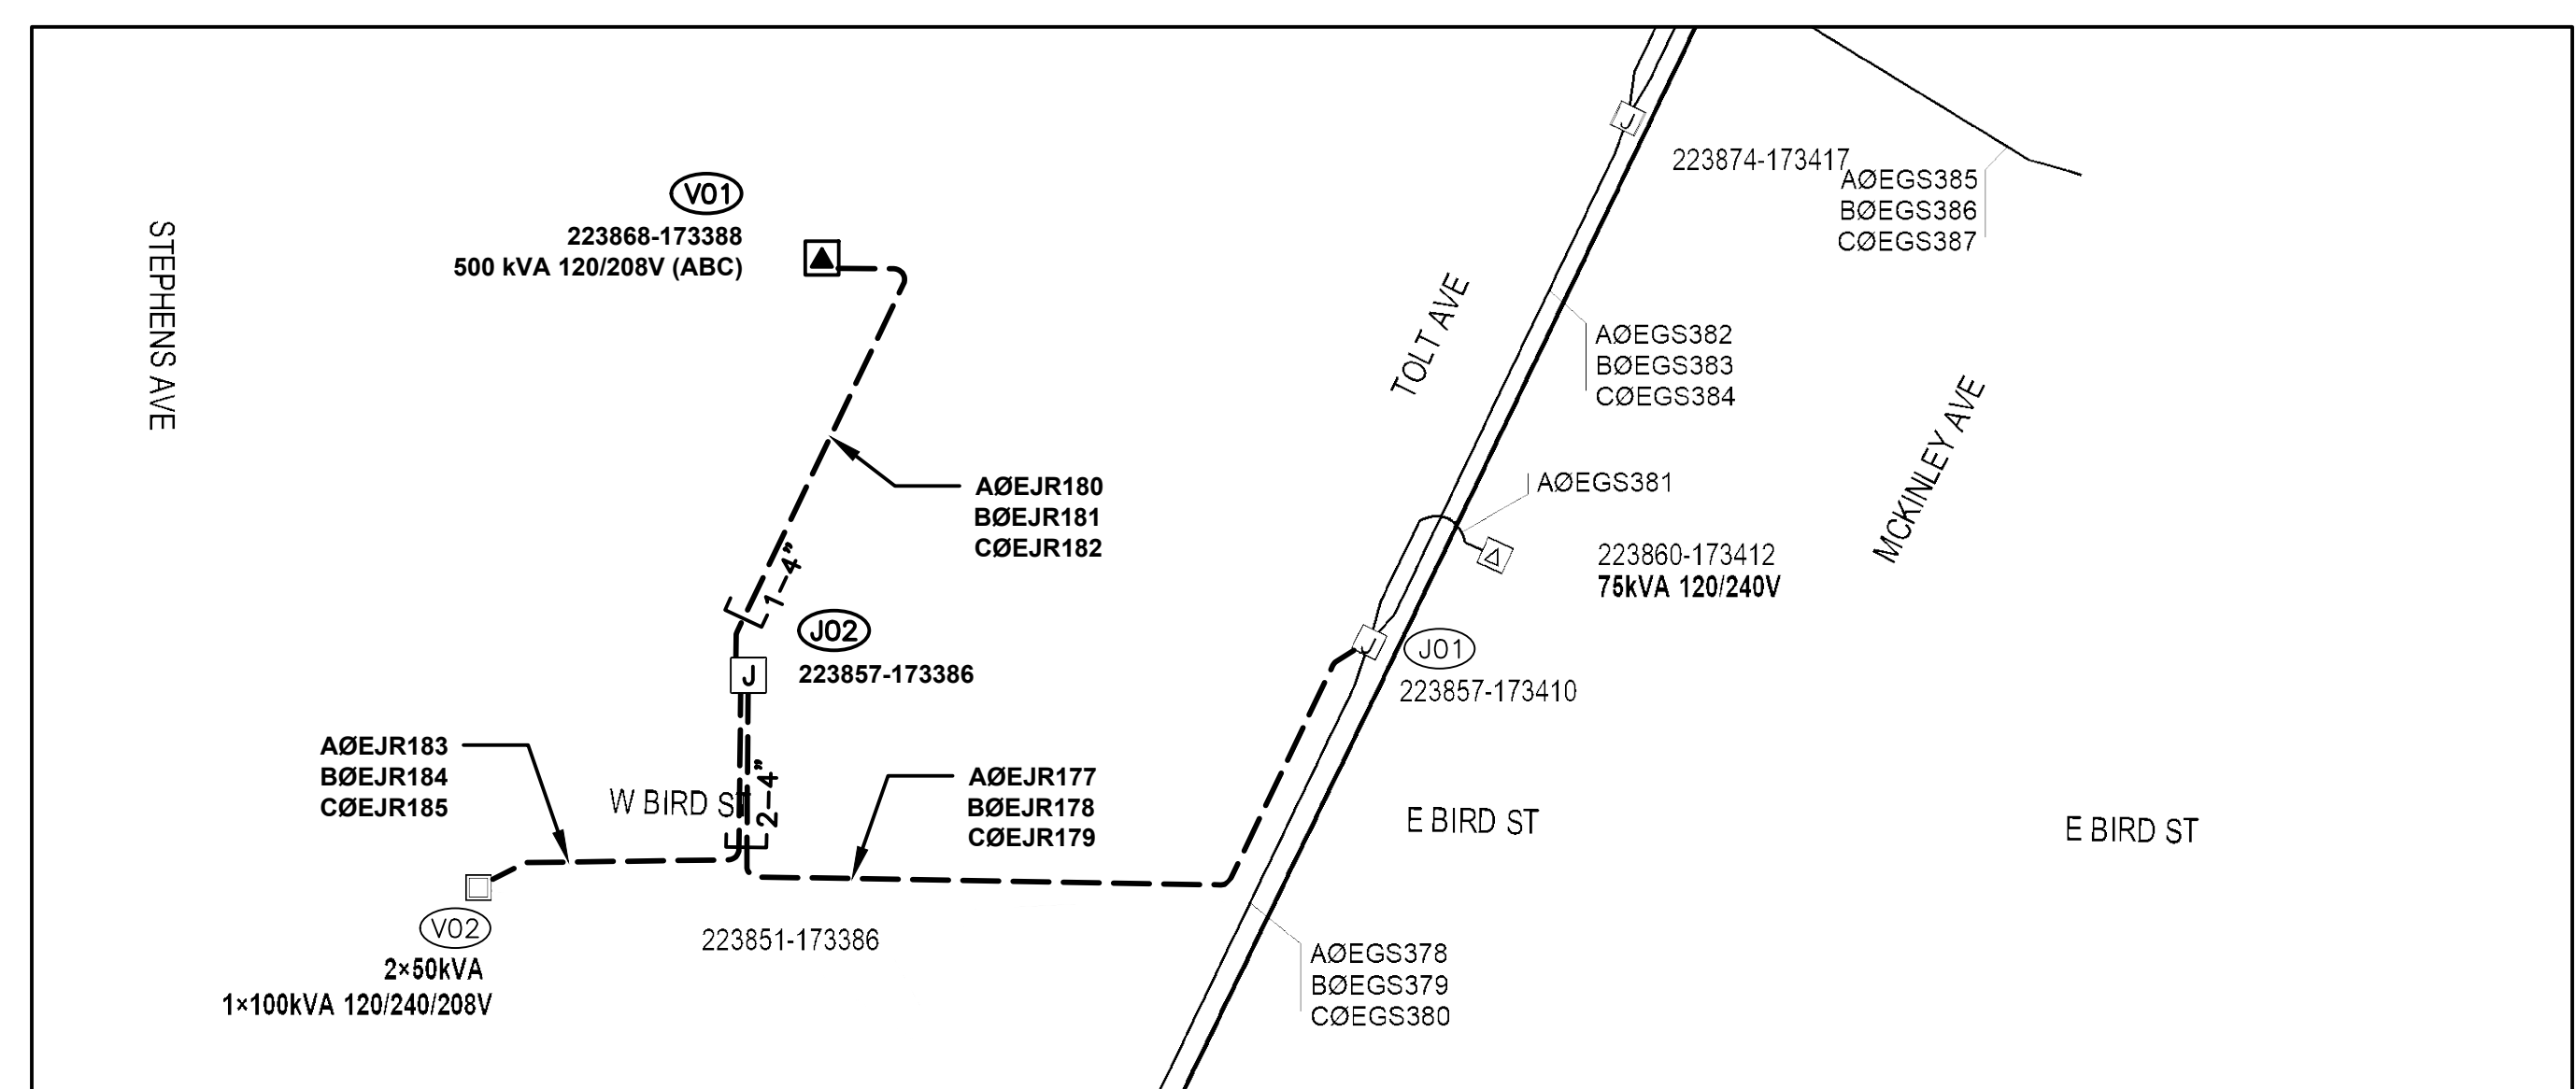 223874-173417
AØEGS385
BØEGS386
CØEGS387
V01
223868-173388
500 kVA 120/208V (ABC)
STEPHENS AVE
J
TOLT AVE
AØEGS382
BØEGS383
CØEGS384
MCKINLEY AVE
AØEJR180
BØEJR181
CØEJR182
AØEGS381
223860-173412
75kVA 120/240V
1-4"
J02
J
223857-173386
J
J01
223857-173410
AØEJR183
BØEJR184
CØEJR185
W BIRD ST
2-4"
AØEJR177
BØEJR178
CØEJR179
E BIRD ST
E BIRD ST
V02
2×50kVA
1×100kVA 120/240/208V
223851-173386
AØEGS378
BØEGS379
CØEGS380